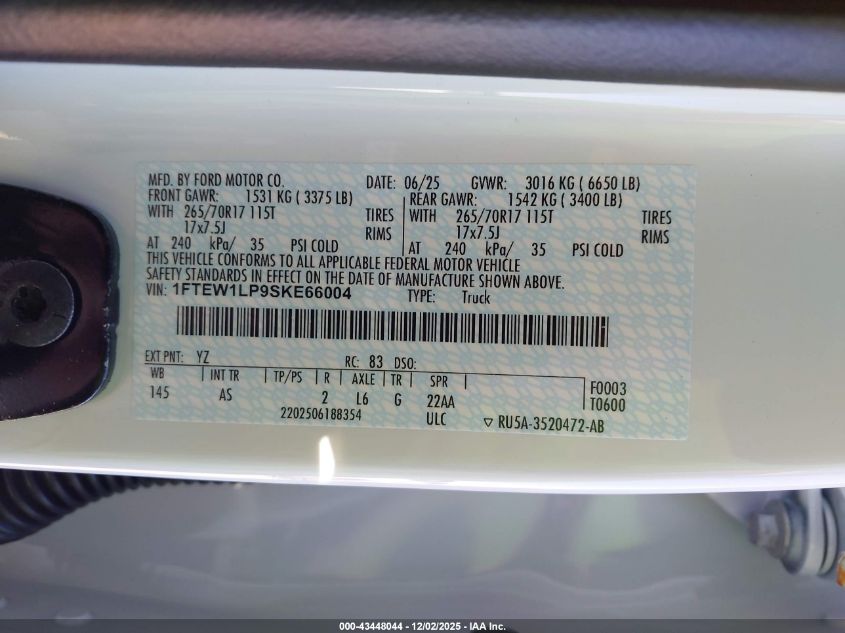 MFD. BY FORD MOTOR CO. DATE: 06/25 GVWR: 3016 KG ( 6650 LB)
FRONT GAWR: 1531 KG ( 3375 LB) REAR GAWR: 1542 KG ( 3400 LB)
WITH 265/70R17 115T TIRES WITH 265/70R17 115T TIRES
17x7.5J RIMS 17x7.5J RIMS
AT 240 kPa/ 35 PSI COLD AT 240 kPa/ 35 PSI COLD
THIS VEHICLE CONFORMS TO ALL APPLICABLE FEDERAL MOTOR VEHICLE
SAFETY STANDARDS IN EFFECT ON THE DATE OF MANUFACTURE SHOWN ABOVE.
VIN: 1FTEW1LP9SKE66004 TYPE: Truck
EXT PNT: YZ RC: 83 DSO:
WB INT TR TP/PS R AXLE TR SPR F0003
145 AS 2 L6 G 22AA T0600
2202506188354 ULC ▽ RU5A-3520472-AB
000-43448044 - 12/02/2025 - IAA Inc.